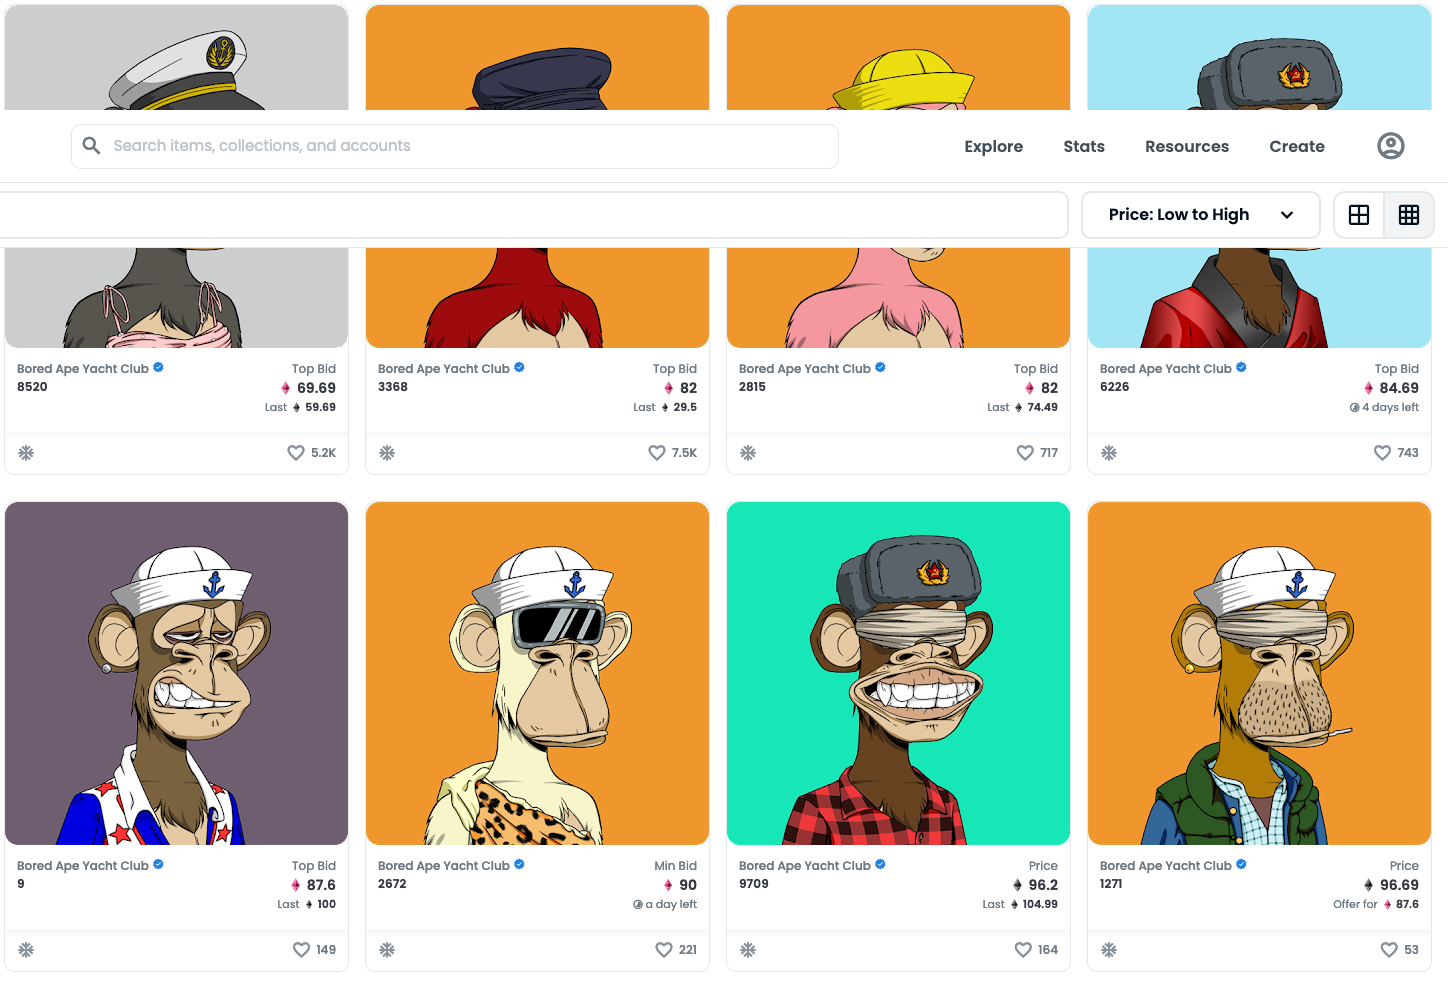 Search items, collections, and accounts
Explore
Stats
Resources
Create
Price: Low to High
Bored Ape Yacht Club
Top Bid
8520
69.69
Last 59.69
5.2K
Bored Ape Yacht Club
Top Bid
3368
82
Last 29.5
7.5K
Bored Ape Yacht Club
Top Bid
2815
82
Last 74.49
717
Bored Ape Yacht Club
Top Bid
6226
84.69
4 days left
743
Bored Ape Yacht Club
Top Bid
9
87.6
Last 100
149
Bored Ape Yacht Club
Min Bid
2672
90
a day left
221
Bored Ape Yacht Club
Price
9709
96.2
Last 104.99
164
Bored Ape Yacht Club
Price
1271
96.69
Offer for 87.6
53